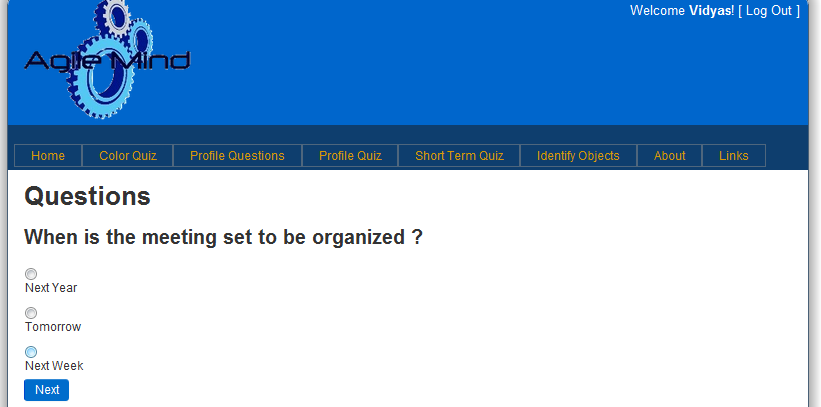 Welcome Vidyas! [ Log Out ]
Agile Mind
Home Color Quiz Profile Questions Profile Quiz Short Term Quiz Identify Objects About Links
Questions
When is the meeting set to be organized ?
Next Year
Tomorrow
Next Week
Next